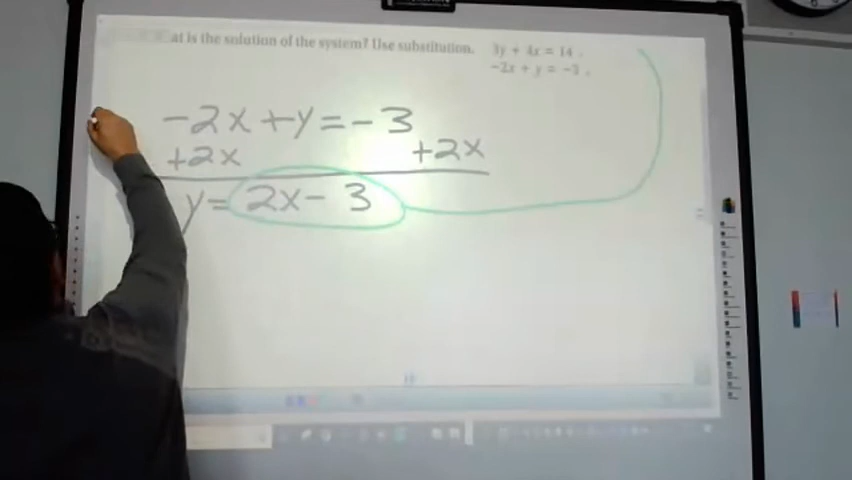 at is the solution of the system? Use substitution. 3y + 4x = 14 .
-2x + y = -3 .
-2x +y = -3
+2x +2x
y = 2x - 3